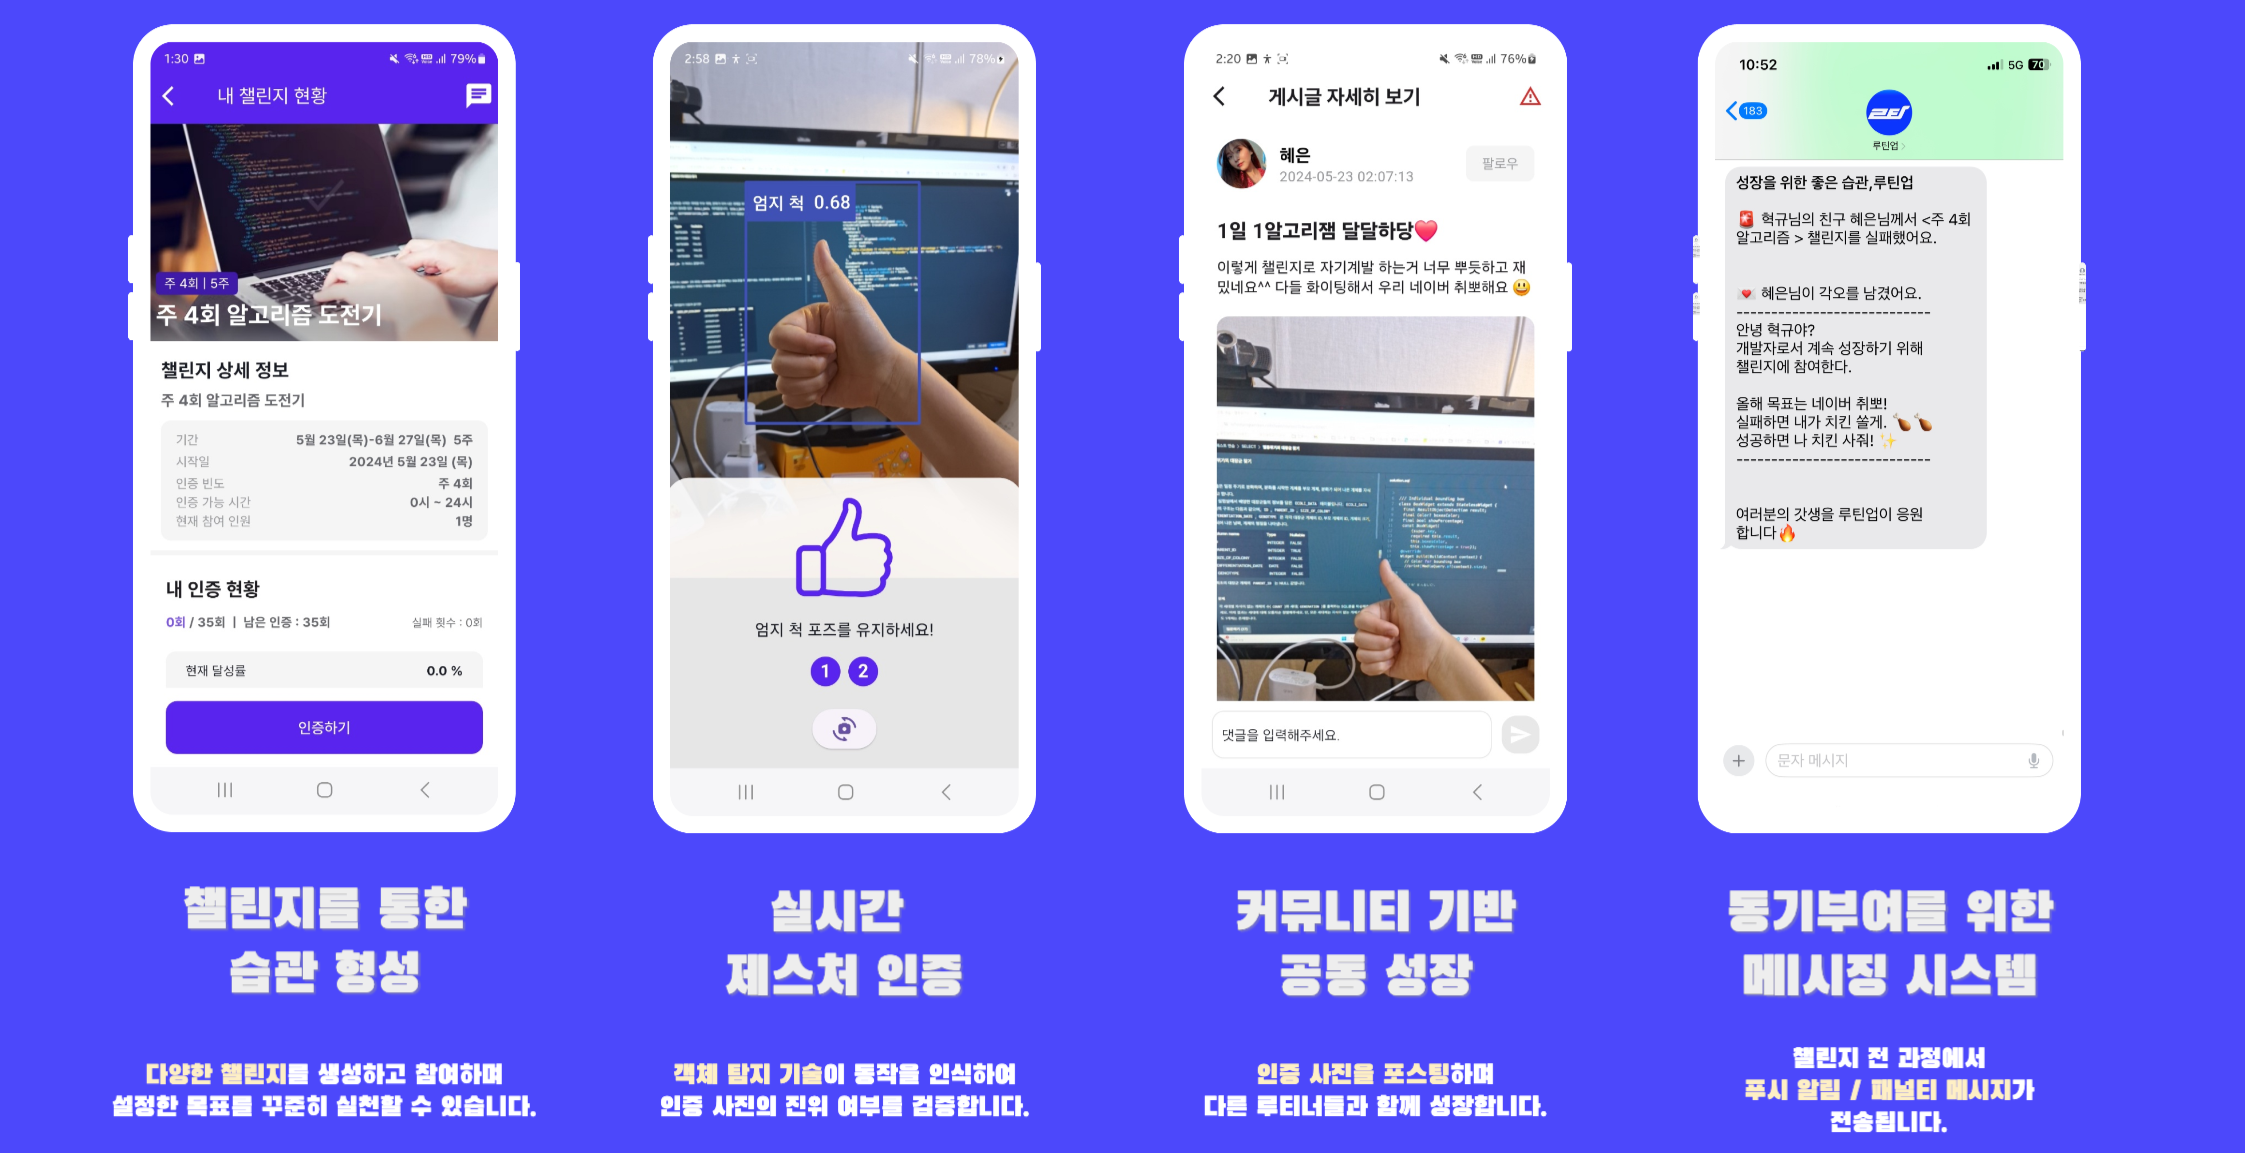 1:30
79%
내 챌린지 현황
주 4회 | 5주
주 4회 알고리즘 도전기
챌린지 상세 정보
주 4회 알고리즘 도전기
기간 5월 23일(목)-6월 27일(목) 5주
시작일 2024년 5월 23일 (목)
인증 빈도 주 4회
인증 가능 시간 0시 ~ 24시
현재 참여 인원 1명
내 인증 현황
0회 / 35회 | 남은 인증 : 35회
실패 횟수 : 0회
현재 달성률 0.0 %
인증하기
챌린지를 통한
습관 형성
다양한 챌린지를 생성하고 참여하며
설정한 목표를 꾸준히 실천할 수 있습니다.
2:58
78%
엄지 척 0.68
엄지 척 포즈를 유지하세요!
1 2
실시간
제스처 인증
객체 탐지 기술이 동작을 인식하여
인증 사진의 진위 여부를 검증합니다.
2:20
76%
게시글 자세히 보기
혜은
2024-05-23 02:07:13
팔로우
1일 1알고리잼 달달하당❤️
이렇게 챌린지로 자기계발 하는거 너무 뿌듯하고 재
밌네요^^ 다들 화이팅해서 우리 네이버 취뽀해요 😃
댓글을 입력해주세요.
커뮤니티 기반
공동 성장
인증 사진을 포스팅하며
다른 루티너들과 함께 성장합니다.
10:52
5G 70
183
루틴업
성장을 위한 좋은 습관,루틴업
🚨 혁규님의 친구 혜은님께서 <주 4회
알고리즘 > 챌린지를 실패했어요.
💌 혜은님이 각오를 남겼어요.
----------------------------
안녕 혁규야?
개발자로서 계속 성장하기 위해
챌린지에 참여한다.
올해 목표는 네이버 취뽀!
실패하면 내가 치킨 쏠게. 🍗🍗
성공하면 나 치킨 사줘! ✨
----------------------------
여러분의 갓생을 루틴업이 응원
합니다🔥
문자 메시지
동기부여를 위한
메시징 시스템
챌린지 전 과정에서
푸시 알림 / 패널티 메시지가
전송됩니다.